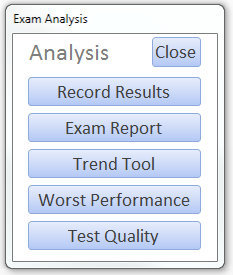 Exam Analysis
Analysis
Close
Record Results
Exam Report
Trend Tool
Worst Performance
Test Quality